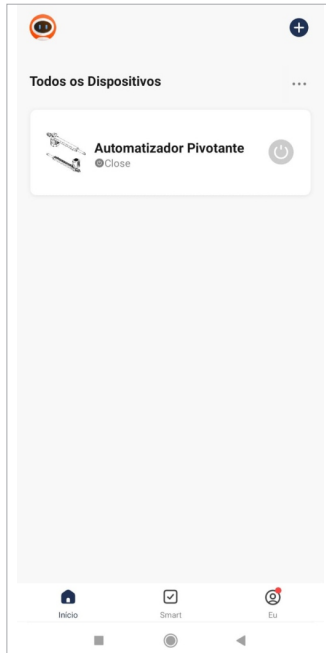 Todos os Dispositivos
Automatizador Pivotante
Close
Início
Smart
Eu